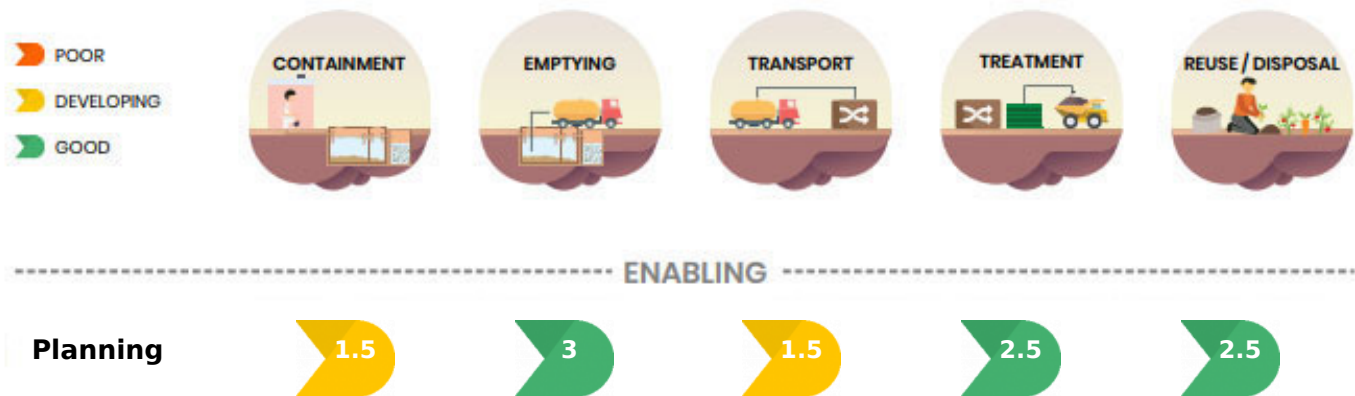 POOR
DEVELOPING
GOOD
CONTAINMENT
EMPTYING
TRANSPORT
TREATMENT
REUSE / DISPOSAL
ENABLING
Planning 1.5 3 1.5 2.5 2.5